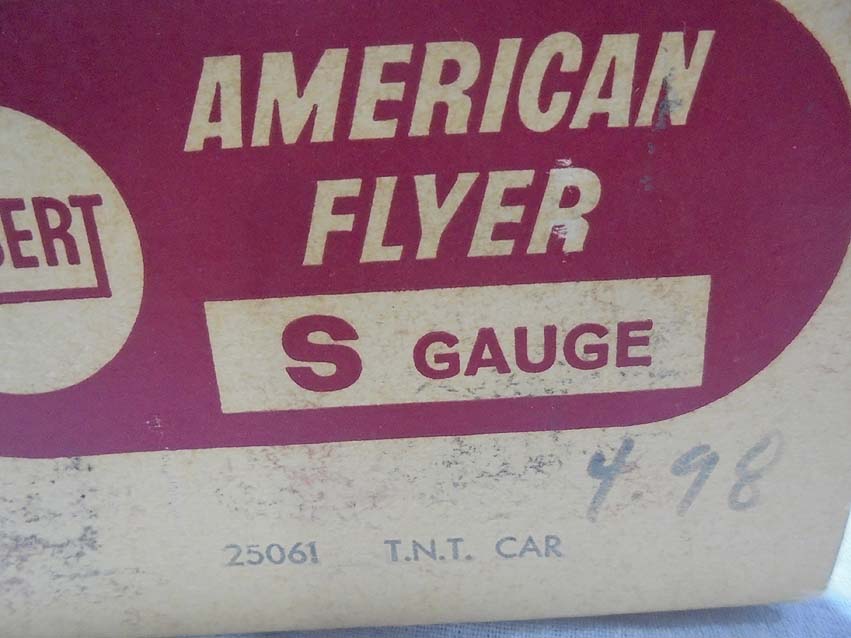 AMERICAN
FLYER
BERT
S GAUGE
4.98
25061 T.N.T. CAR